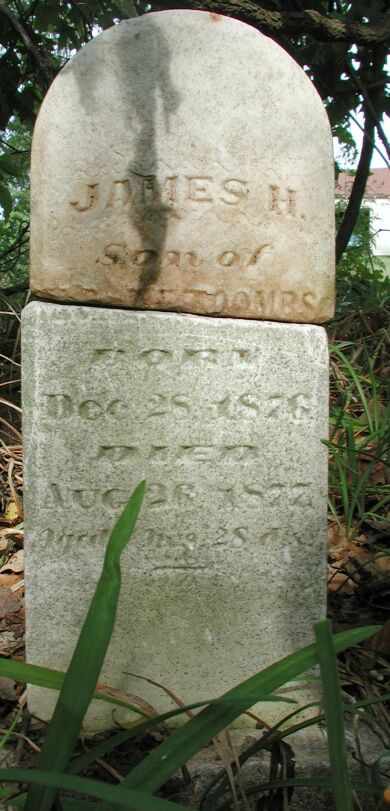 JAMES H.
Son of
TOOMBS
BORN
Dec 28, 1876
DIED
Aug 26, 1877
Aged mos. 28 ds.